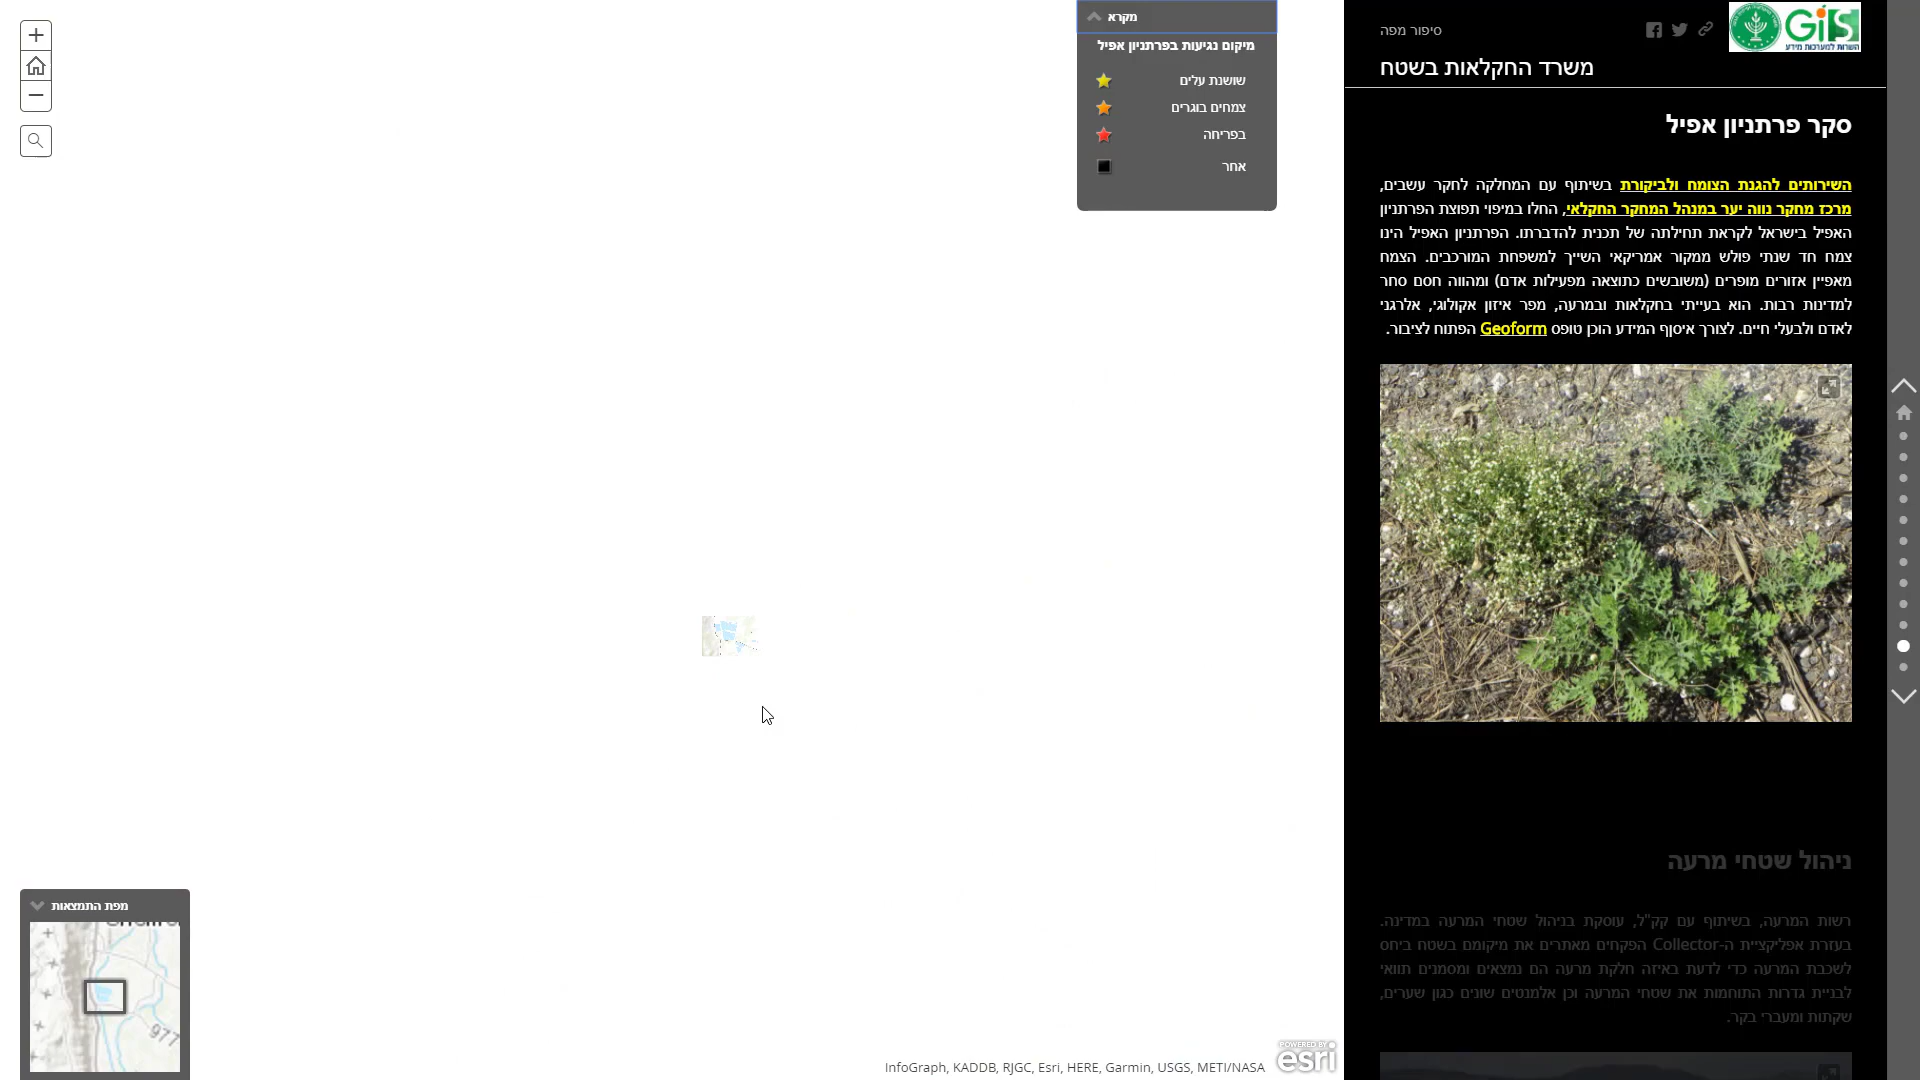 מקרא
מיקום נגיעות בפרתניון אפיל
שושנת עלים
צמחים בוגרים
בפריחה
אחר
סיפור מפה
GIS
השרות למערכות מידע
משרד החקלאות בשטח
סקר פרתניון אפיל
השירותים להגנת הצומח ולביקורת בשיתוף עם המחלקה לחקר עשבים,
מרכז מחקר נווה יער במנהל המחקר החקלאי, החלו במיפוי תפוצת הפרתניון
האפיל בישראל לקראת תחילתה של תכנית להדברתו. הפרתניון האפיל הינו
צמח חד שנתי פולש ממקור אמריקאי השייך למשפחת המורכבים. הצמח
מאפיין אזורים מופרים (משובשים כתוצאה מפעילות אדם) ומהווה חסם סחר
למדינות רבות. הוא בעייתי בחקלאות ובמרעה, מפר איזון אקולוגי, אלרגני
לאדם ולבעלי חיים. לצורך איסןף המידע הוכן טופס Geoform הפתוח לציבור.
ניהול שטחי מרעה
רשות המרעה, בשיתוף עם קק"ל, עוסקת בניהול שטחי המרעה במדינה.
בעזרת אפליקציית ה-Collector הפקחים מאתרים את מיקומם בשטח ביחס
לשכבת המרעה כדי לדעת באיזה חלקת מרעה הם נמצאים ומסמנים תוואי
לבניית גדרות התוחמות את שטחי המרעה וכן אלמנטים שונים כגון שערים,
שקתות ומעברי בקר.
מפת התמצאות
977
InfoGraph, KADDB, RJGC, Esri, HERE, Garmin, USGS, METI/NASA
POWERED BY
esri